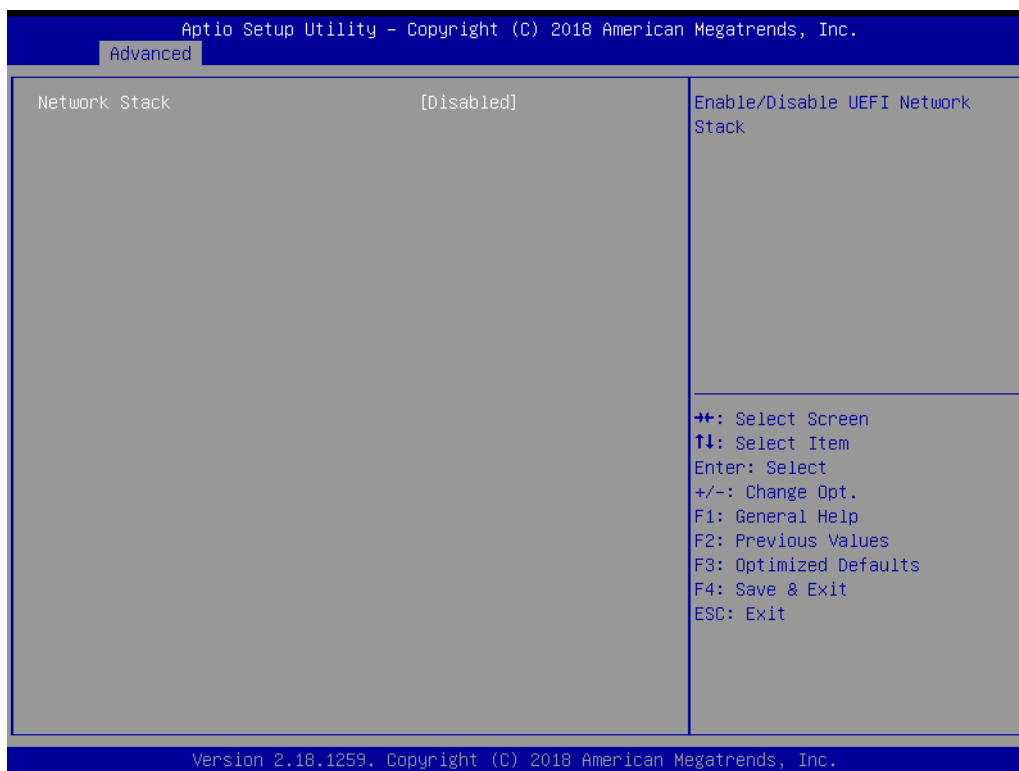 Aptio Setup Utility – Copyright (C) 2018 American Megatrends, Inc.
Advanced
Network Stack [Disabled]
Enable/Disable UEFI Network
Stack
→←: Select Screen
↑↓: Select Item
Enter: Select
+/-: Change Opt.
F1: General Help
F2: Previous Values
F3: Optimized Defaults
F4: Save & Exit
ESC: Exit
Version 2.18.1259. Copyright (C) 2018 American Megatrends, Inc.